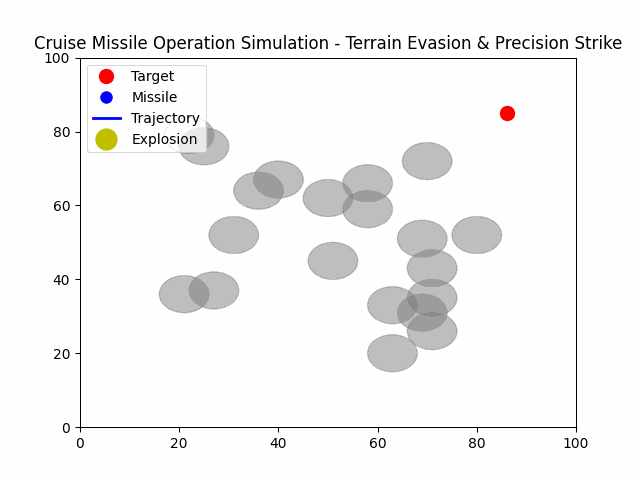 Cruise Missile Operation Simulation - Terrain Evasion & Precision Strike
100
80
60
40
20
0
Target
Missile
Trajectory
Explosion
0 20 40 60 80 100